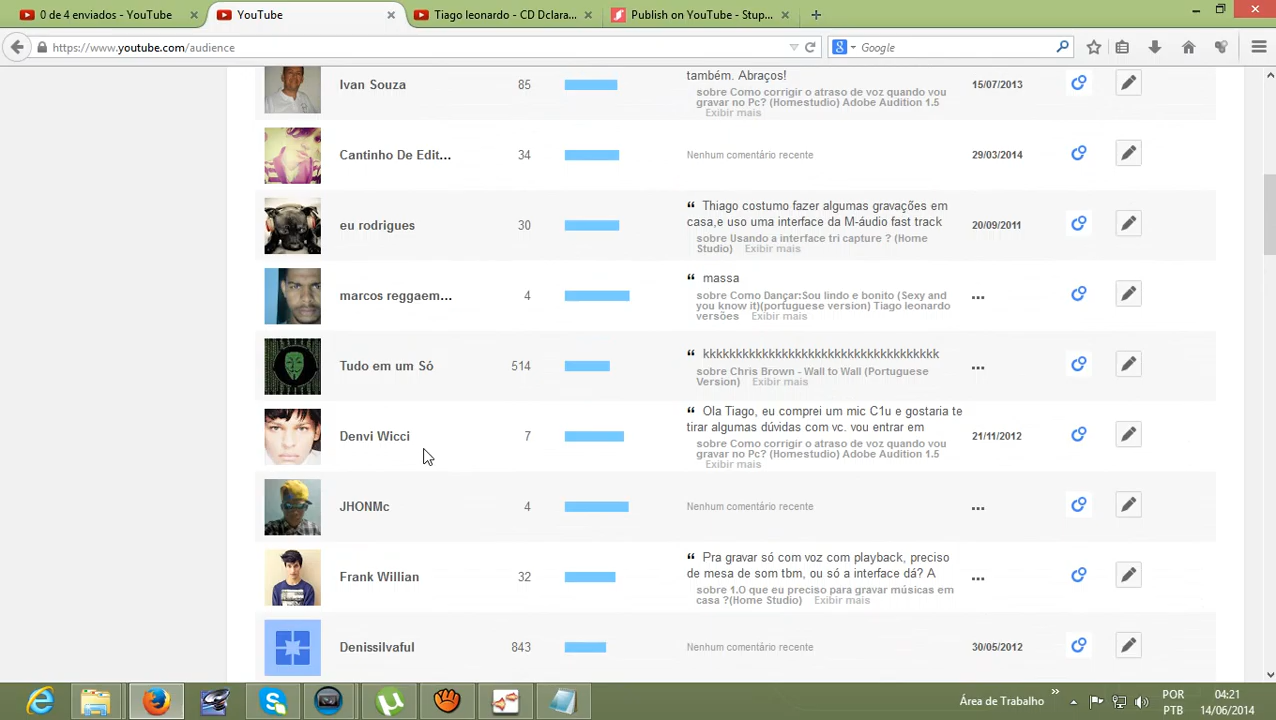 0 de 4 enviados - YouTube
YouTube
Tiago leonardo - CD Dclara...
Publish on YouTube - Stup...
https://www.youtube.com/audience
Google
Ivan Souza
85
também. Abraços!
sobre Como corrigir o atraso de voz quando vou
gravar no Pc? (Homestudio) Adobe Audition 1.5
Exibir mais
15/07/2013
Cantinho De Edit...
34
Nenhum comentário recente
29/03/2014
eu rodrigues
30
“ Thiago costumo fazer algumas gravações em
casa,e uso uma interface da M-áudio fast track
sobre Usando a interface tri capture ? (Home
Studio) Exibir mais
20/09/2011
marcos reggaem...
4
“ massa
sobre Como Dançar:Sou lindo e bonito (Sexy and
you know it)(portuguese version) Tiago leonardo
versões Exibir mais
...
Tudo em um Só
514
“ kkkkkkkkkkkkkkkkkkkkkkkkkkkkkkkkkkkk
sobre Chris Brown - Wall to Wall (Portuguese
Version) Exibir mais
...
Denvi Wicci
7
“ Ola Tiago, eu comprei um mic C1u e gostaria te
tirar algumas dúvidas com vc. vou entrar em
sobre Como corrigir o atraso de voz quando vou
gravar no Pc? (Homestudio) Adobe Audition 1.5
Exibir mais
21/11/2012
JHONMc
4
Nenhum comentário recente
...
Frank Willian
32
“ Pra gravar só com voz com playback, preciso
de mesa de som tbm, ou só a interface dá? A
sobre 1.O que eu preciso para gravar músicas em
casa ?(Home Studio) Exibir mais
...
Denissilvaful
843
Nenhum comentário recente
30/05/2012
Área de Trabalho
POR
PTB
04:21
14/06/2014